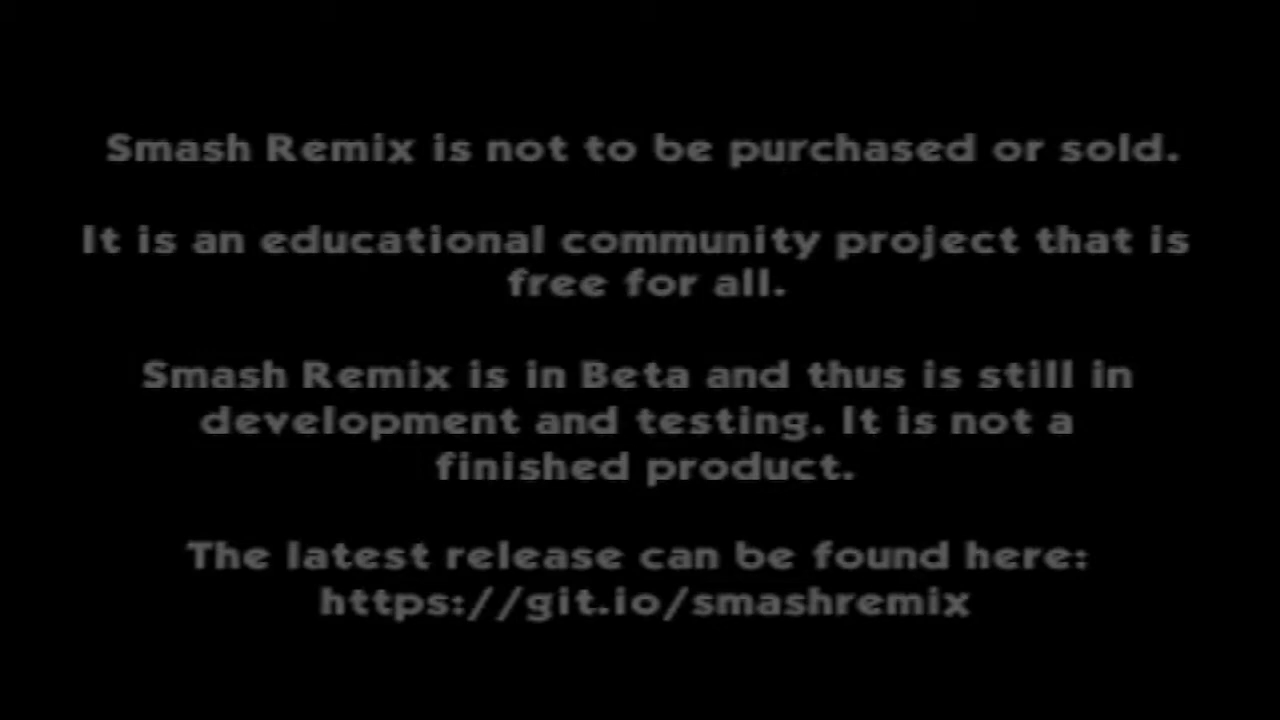 Smash Remix is not to be purchased or sold.
It is an educational community project that is
free for all.
Smash Remix is in Beta and thus is still in
development and testing. It is not a
finished product.
The latest release can be found here:
https://git.io/smashremix